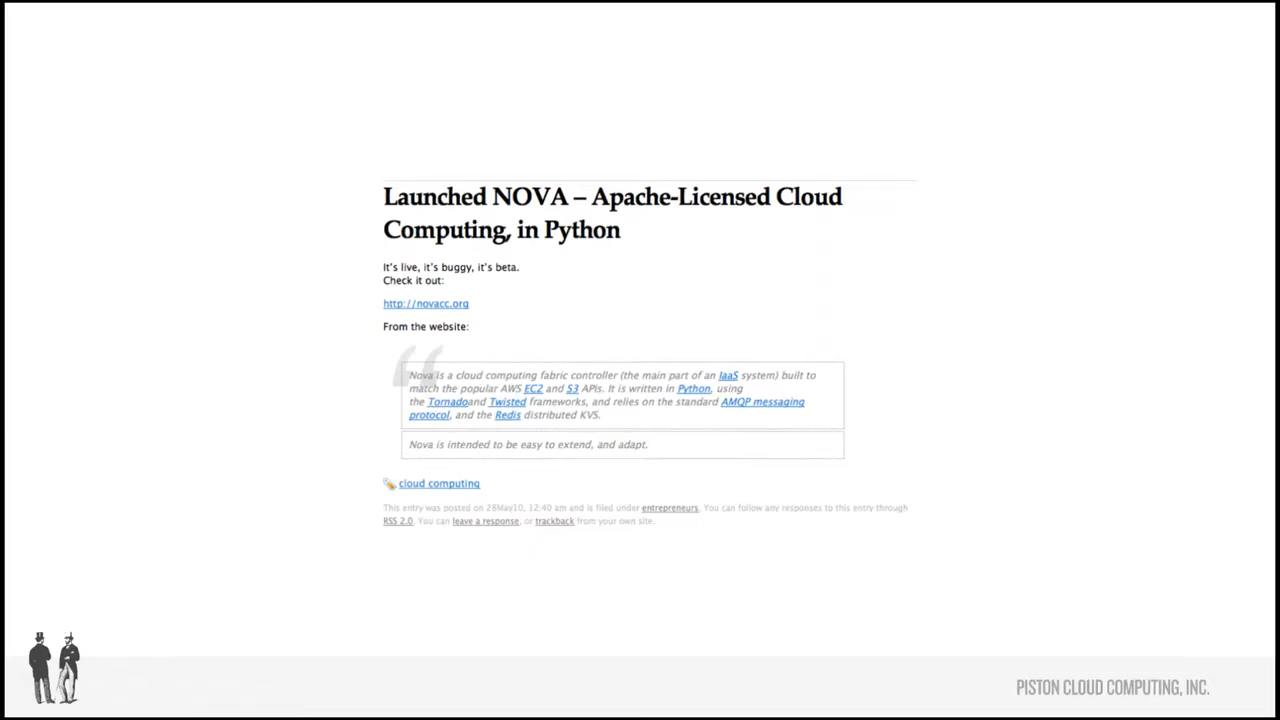 Launched NOVA – Apache-Licensed Cloud
Computing, in Python
It's live, it's buggy, it's beta.
Check it out:
http://novacc.org
From the website:
“
Nova is a cloud computing fabric controller (the main part of an IaaS system) built to
match the popular AWS EC2 and S3 APIs. It is written in Python, using
the Tornadoand Twisted frameworks, and relies on the standard AMQP messaging
protocol, and the Redis distributed KVS.
Nova is intended to be easy to extend, and adapt.
cloud computing
This entry was posted on 28May10, 12:40 am and is filed under entrepreneurs. You can follow any responses to this entry through
RSS 2.0. You can leave a response, or trackback from your own site.
PISTON CLOUD COMPUTING, INC.